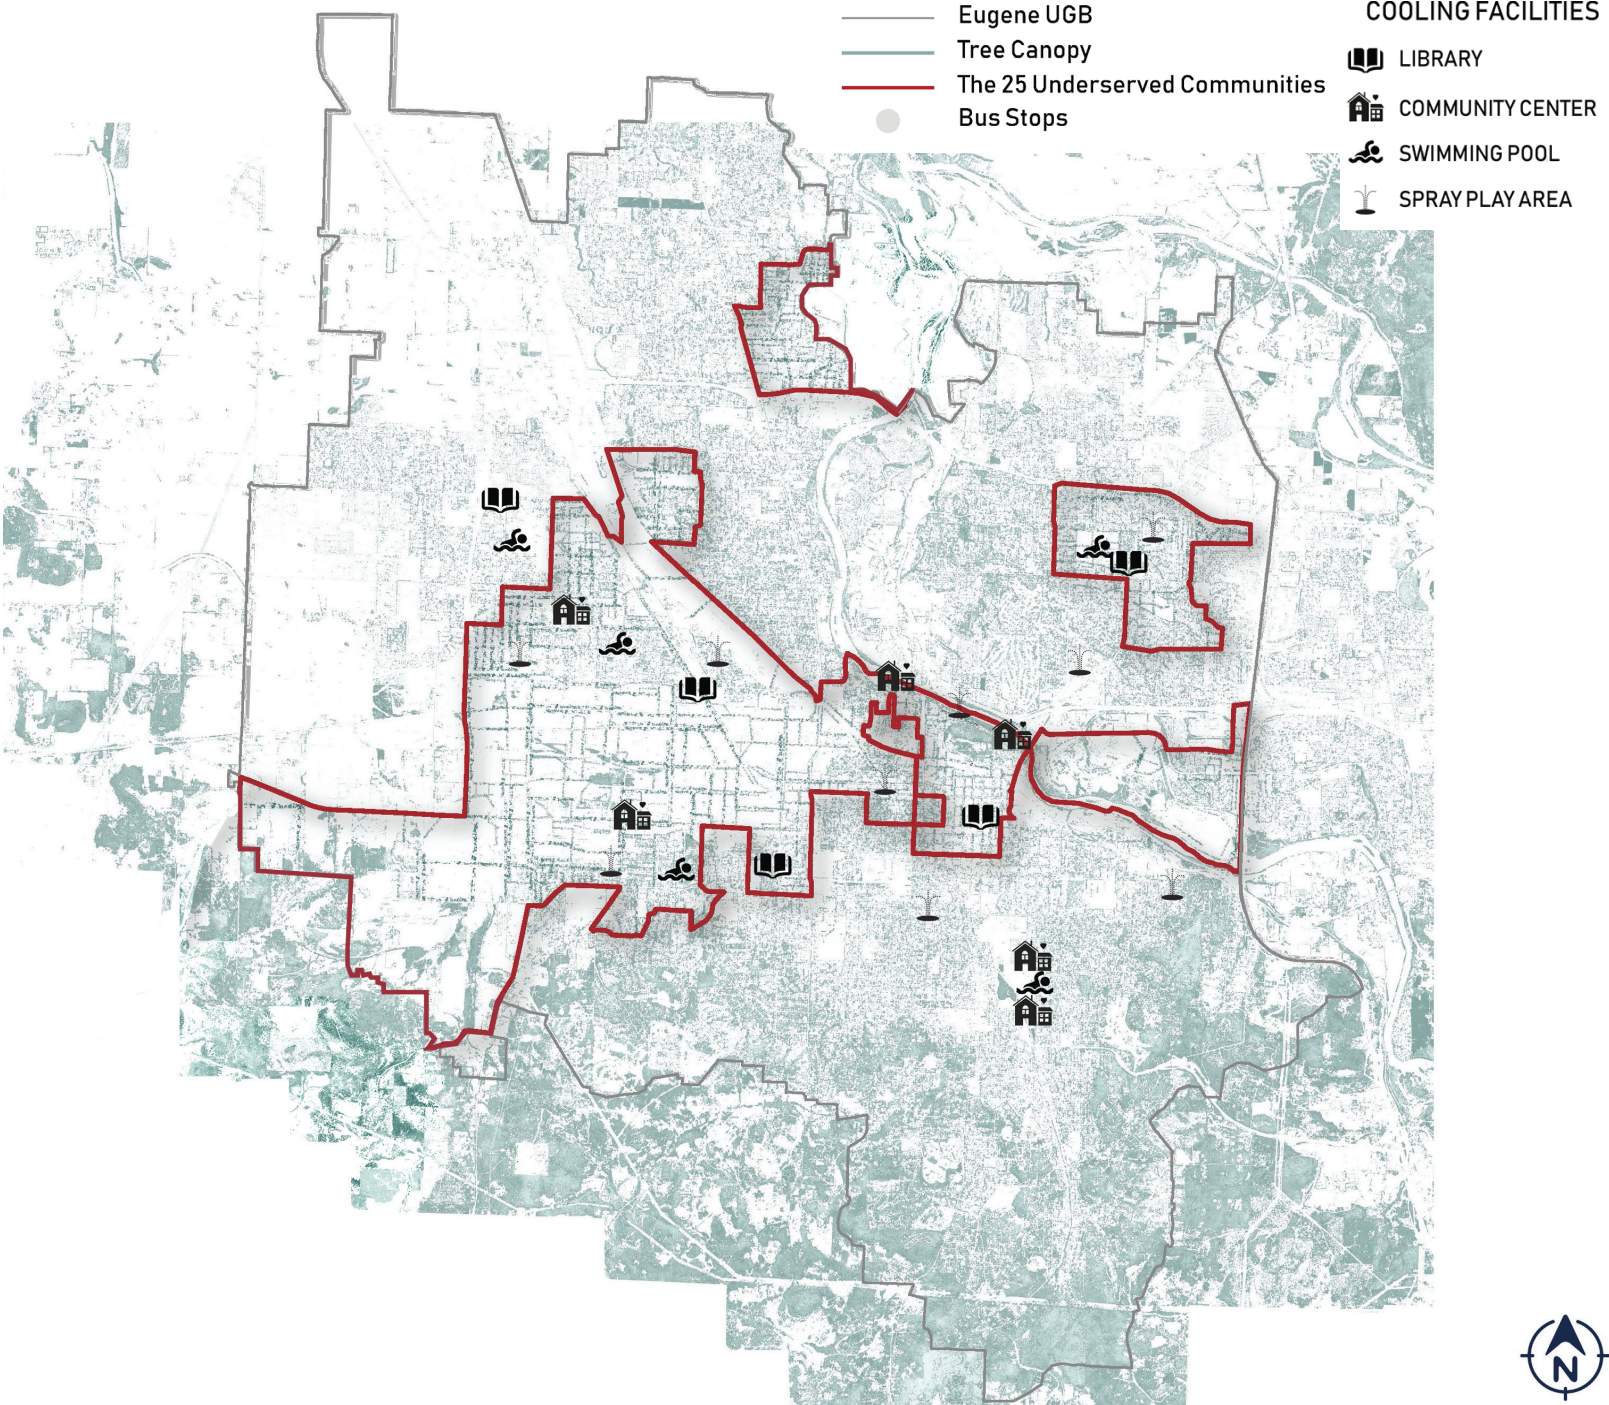 Eugene UGB
Tree Canopy
The 25 Underserved Communities
Bus Stops
COOLING FACILITIES
LIBRARY
COMMUNITY CENTER
SWIMMING POOL
SPRAY PLAY AREA
N